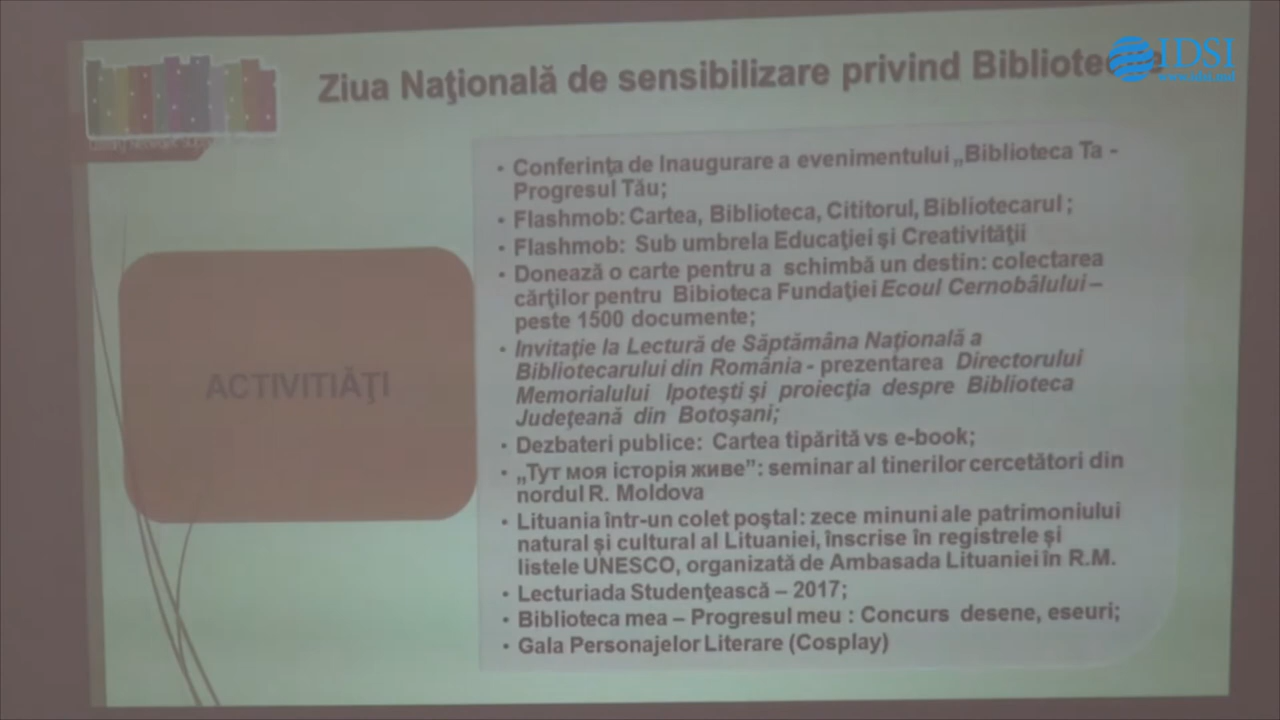 Ziua Naţională de sensibilizare privind
IDSI
www.idsi.md
Conferinţa de Inaugurare a evenimentului „Biblioteca Ta -
Progresul Tău;
Flashmob: Cartea, Biblioteca, Cititorul, Bibliotecarul ;
Flashmob: Sub umbrela Educaţiei şi Creativităţii
Donează o carte pentru a schimbă un destin: colectarea
cărţilor pentru Bibioteca Fundaţiei Ecoul Cernobâlului –
peste 1500 documente;
Invitaţie la Lectură de Săptămâna Naţională a
Bibliotecarului din România - prezentarea Directorului
Memorialului Ipoteşti şi proiecţia despre Biblioteca
Judeţeană din Botoşani;
ACTIVITIĂŢI
Dezbateri publice: Cartea tipărită vs e-book;
„Тут моя історія живе”: seminar al tinerilor cercetători din
nordul R. Moldova
Lituania într-un colet poştal: zece minuni ale patrimoniului
natural şi cultural al Lituaniei, înscrise în registrele şi
listele UNESCO, organizată de Ambasada Lituaniei în R.M.
Lecturiada Studenţească – 2017;
Biblioteca mea – Progresul meu : Concurs desene, eseuri;
Gala Personajelor Literare (Cosplay)